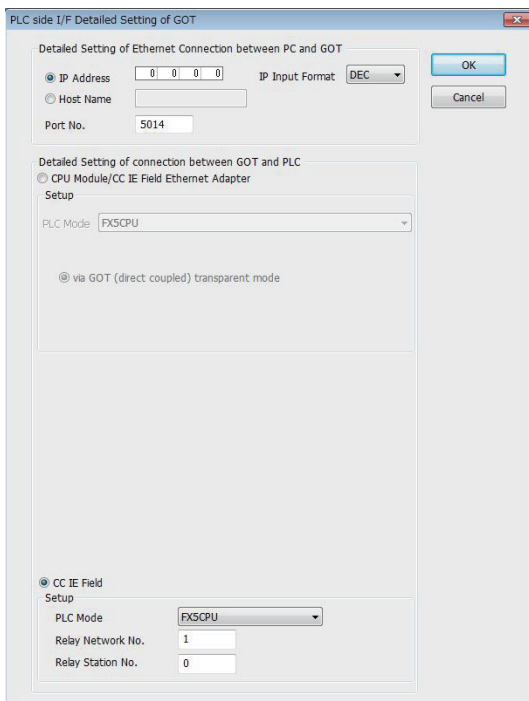 PLC side I/F Detailed Setting of GOT
Detailed Setting of Ethernet Connection between PC and GOT
IP Address 0 0 0 0 IP Input Format DEC
OK
Host Name
Cancel
Port No. 5014
Detailed Setting of connection between GOT and PLC
CPU Module/CC IE Field Ethernet Adapter
Setup
PLC Mode FX5CPU
via GOT (direct coupled) transparent mode
CC IE Field
Setup
PLC Mode FX5CPU
Relay Network No. 1
Relay Station No. 0